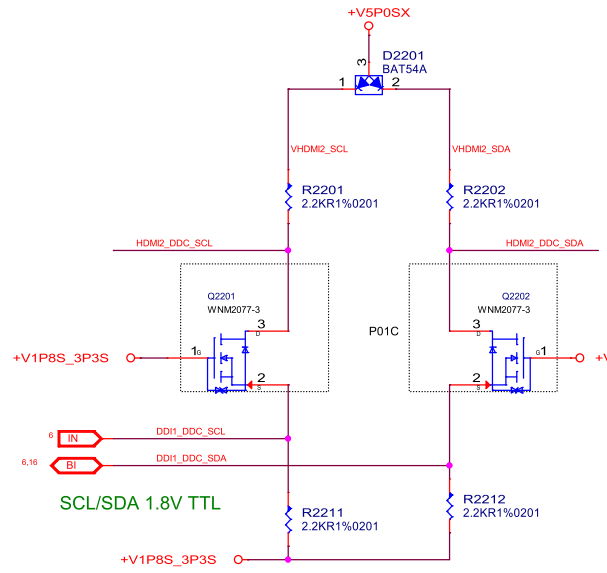 +V5P0SX
D2201
BAT54A
3
1
2
VHDMI2_SCL
VHDMI2_SDA
R2201
2.2KR1%0201
R2202
2.2KR1%0201
HDMI2_DDC_SCL
HDMI2_DDC_SDA
Q2201
WNM2077-3
Q2202
WNM2077-3
P01C
3
D
3
D
+V1P8S_3P3S
1
G
G
1
+V
2
S
2
S
6
IN
DDI1_DDC_SCL
6,16
BI
DDI1_DDC_SDA
SCL/SDA 1.8V TTL
R2211
2.2KR1%0201
R2212
2.2KR1%0201
+V1P8S_3P3S